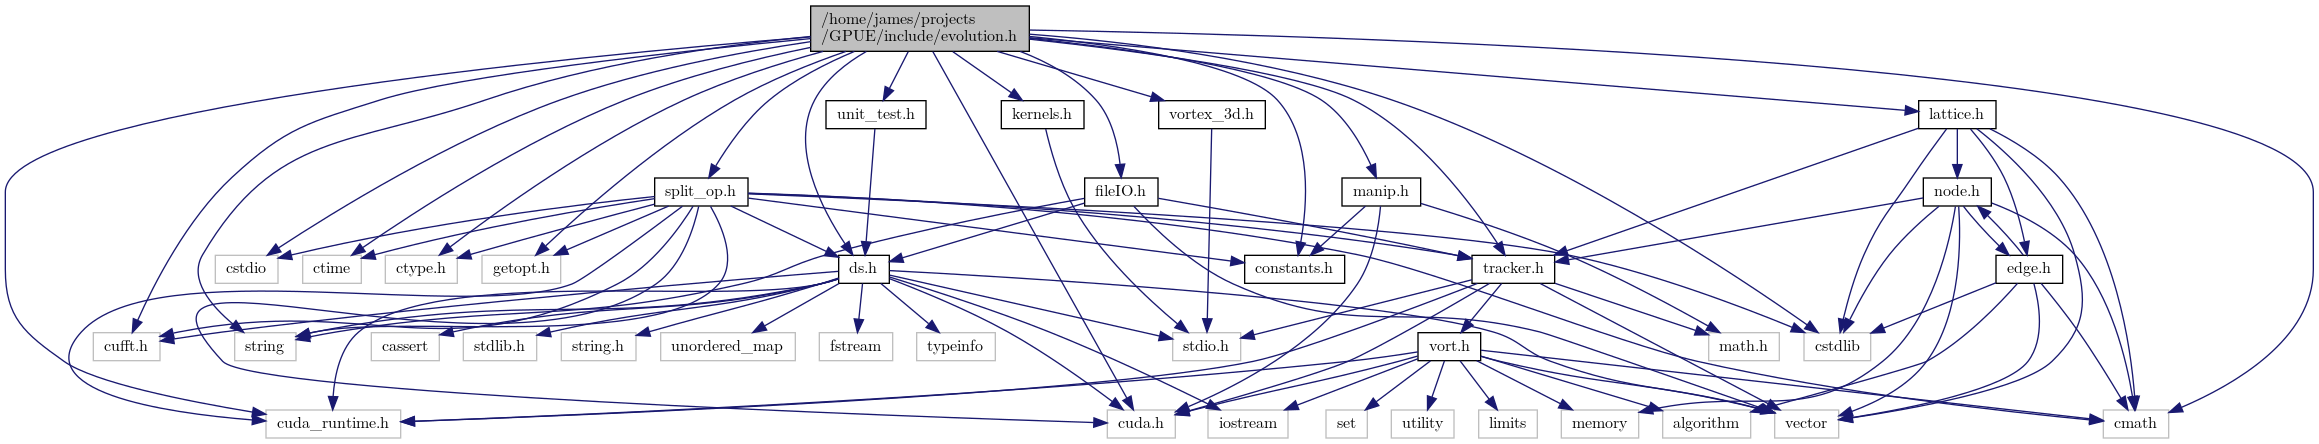 /home/james/projects
/GPUE/include/evolution.h
unit_test.h
kernels.h
vortex_3d.h
lattice.h
split_op.h
fileIO.h
manip.h
node.h
cstdio
ctime
ctype.h
getopt.h
ds.h
constants.h
tracker.h
edge.h
cufft.h
string
cassert
stdlib.h
string.h
unordered_map
fstream
typeinfo
stdio.h
vort.h
math.h
cstdlib
cuda_runtime.h
cuda.h
iostream
set
utility
limits
memory
algorithm
vector
cmath